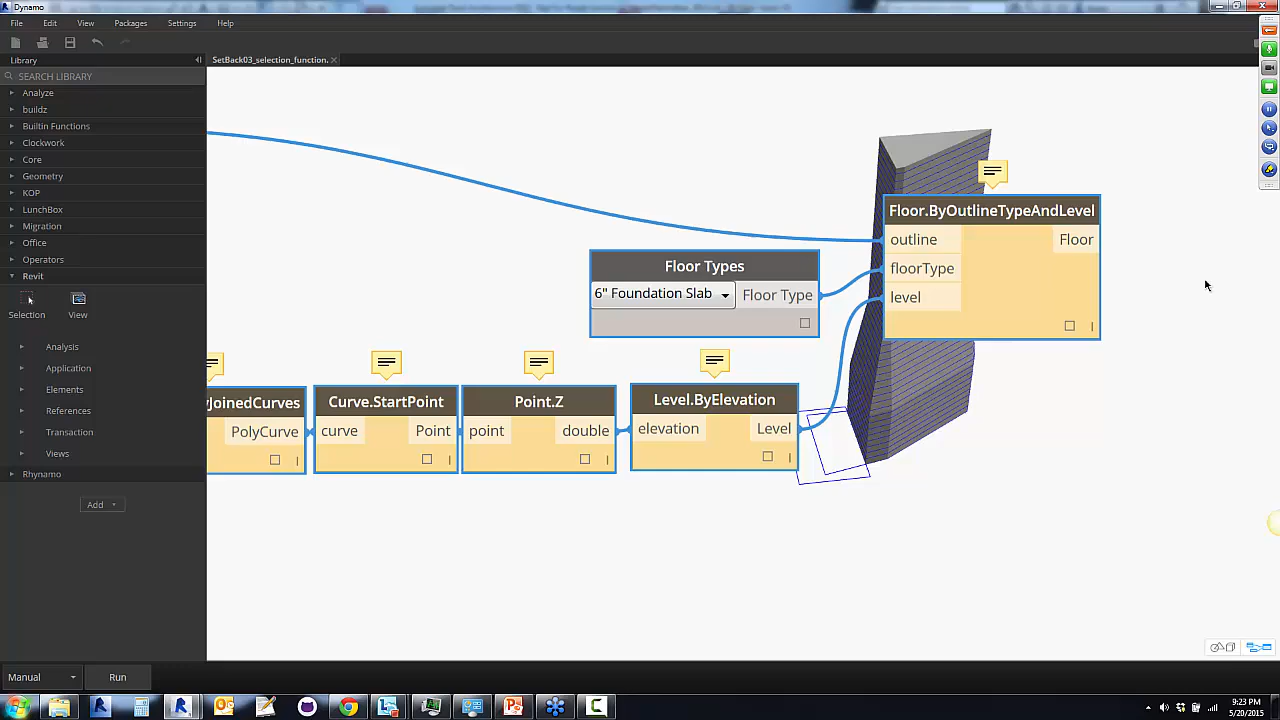 Dynamo
File Edit View Packages Settings Help
Library
SetBack03_selection_function.
SEARCH LIBRARY
Analyze
buildz
Builtin Functions
Clockwork
Core
Geometry
KOP
LunchBox
Migration
Office
Operators
Revit
Selection View
Analysis
Application
Elements
References
Transaction
Views
Rhynamo
Add
Floor.ByOutlineTypeAndLevel
outline Floor
floorType
level
Floor Types
6" Foundation Slab Floor Type
yJoinedCurves
PolyCurve
Curve.StartPoint
curve Point
Point.Z
point double
Level.ByElevation
elevation Level
Manual Run
9:23 PM
5/20/2015